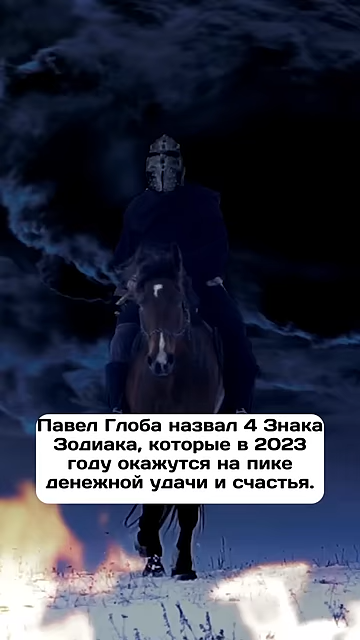 Павел Глоба назвал 4 Знака
Зодиака, которые в 2023
году окажутся на пике
денежной удачи и счастья.